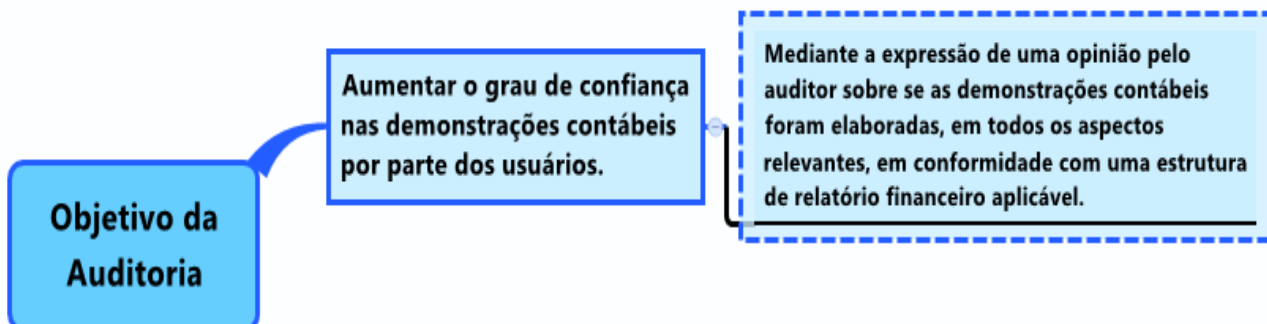 Objetivo da
Auditoria
Aumentar o grau de confiança
nas demonstrações contábeis
por parte dos usuários.
Mediante a expressão de uma opinião pelo
auditor sobre se as demonstrações contábeis
foram elaboradas, em todos os aspectos
relevantes, em conformidade com uma estrutura
de relatório financeiro aplicável.